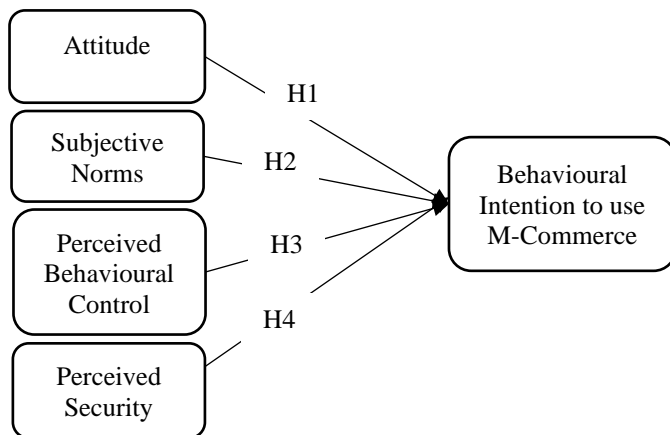 Attitude
H1
Subjective
Norms
H2
Perceived
Behavioural
Control
H3
Perceived
Security
H4
Behavioural
Intention to use
M-Commerce